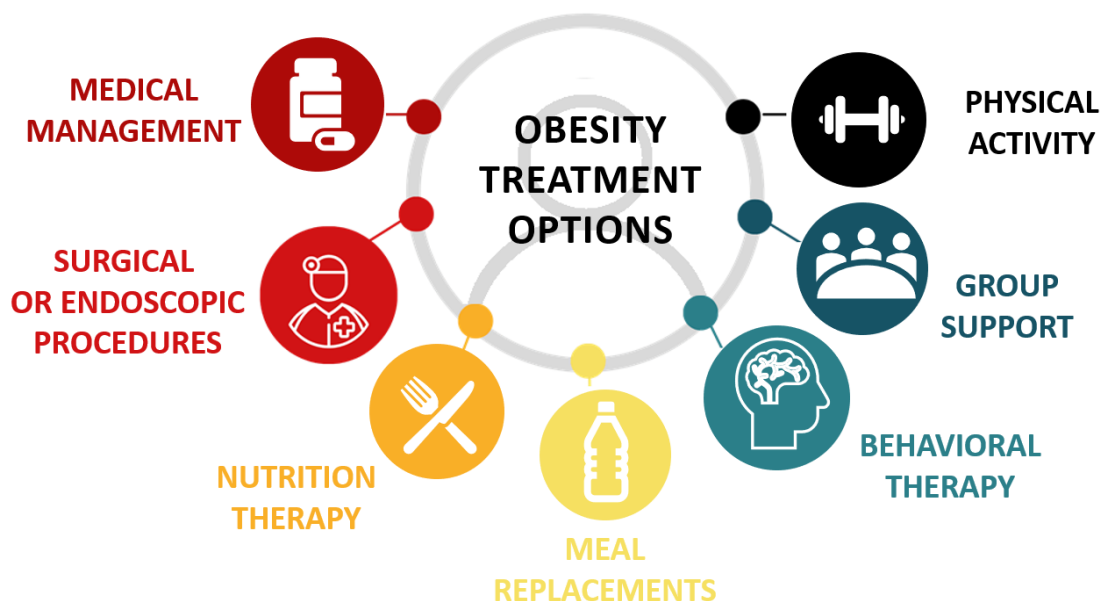 OBESITY
TREATMENT
OPTIONS
MEDICAL
MANAGEMENT
SURGICAL
OR ENDOSCOPIC
PROCEDURES
NUTRITION
THERAPY
MEAL
REPLACEMENTS
BEHAVIORAL
THERAPY
GROUP
SUPPORT
PHYSICAL
ACTIVITY